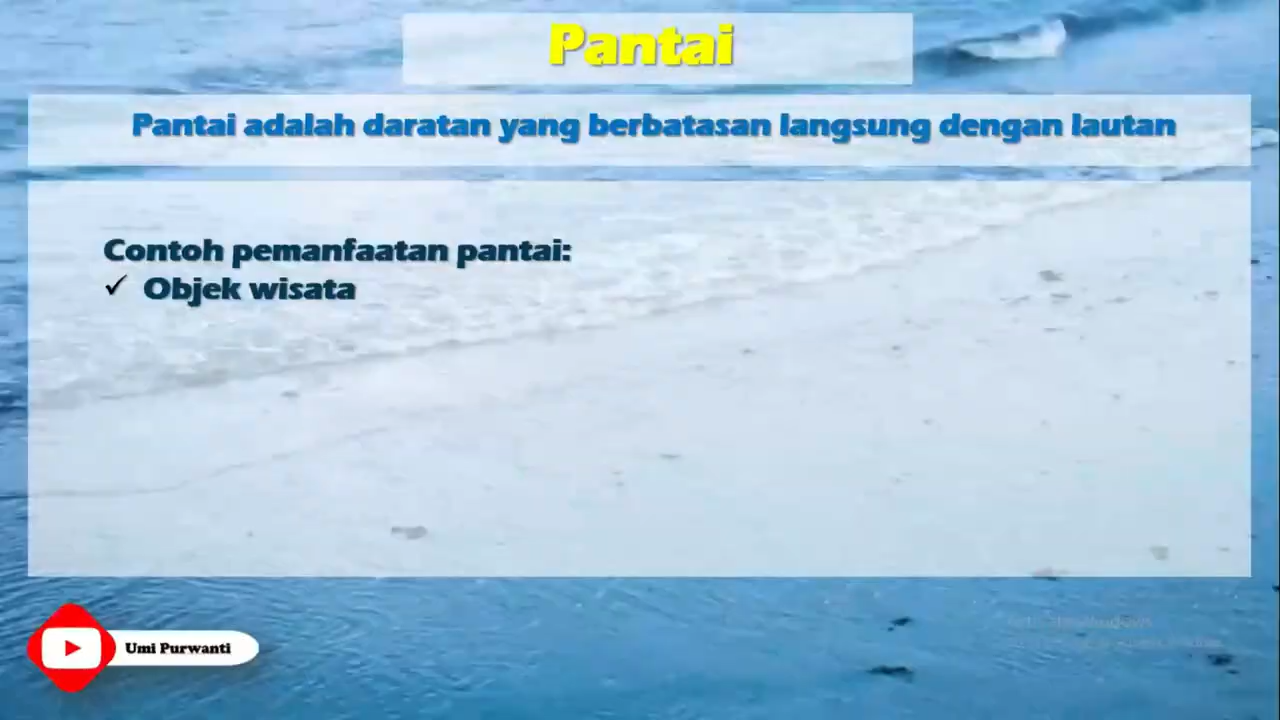 Pantai
Pantai adalah daratan yang berbatasan langsung dengan lautan
Contoh pemanfaatan pantai:
✓ Objek wisata
Umi Purwanti